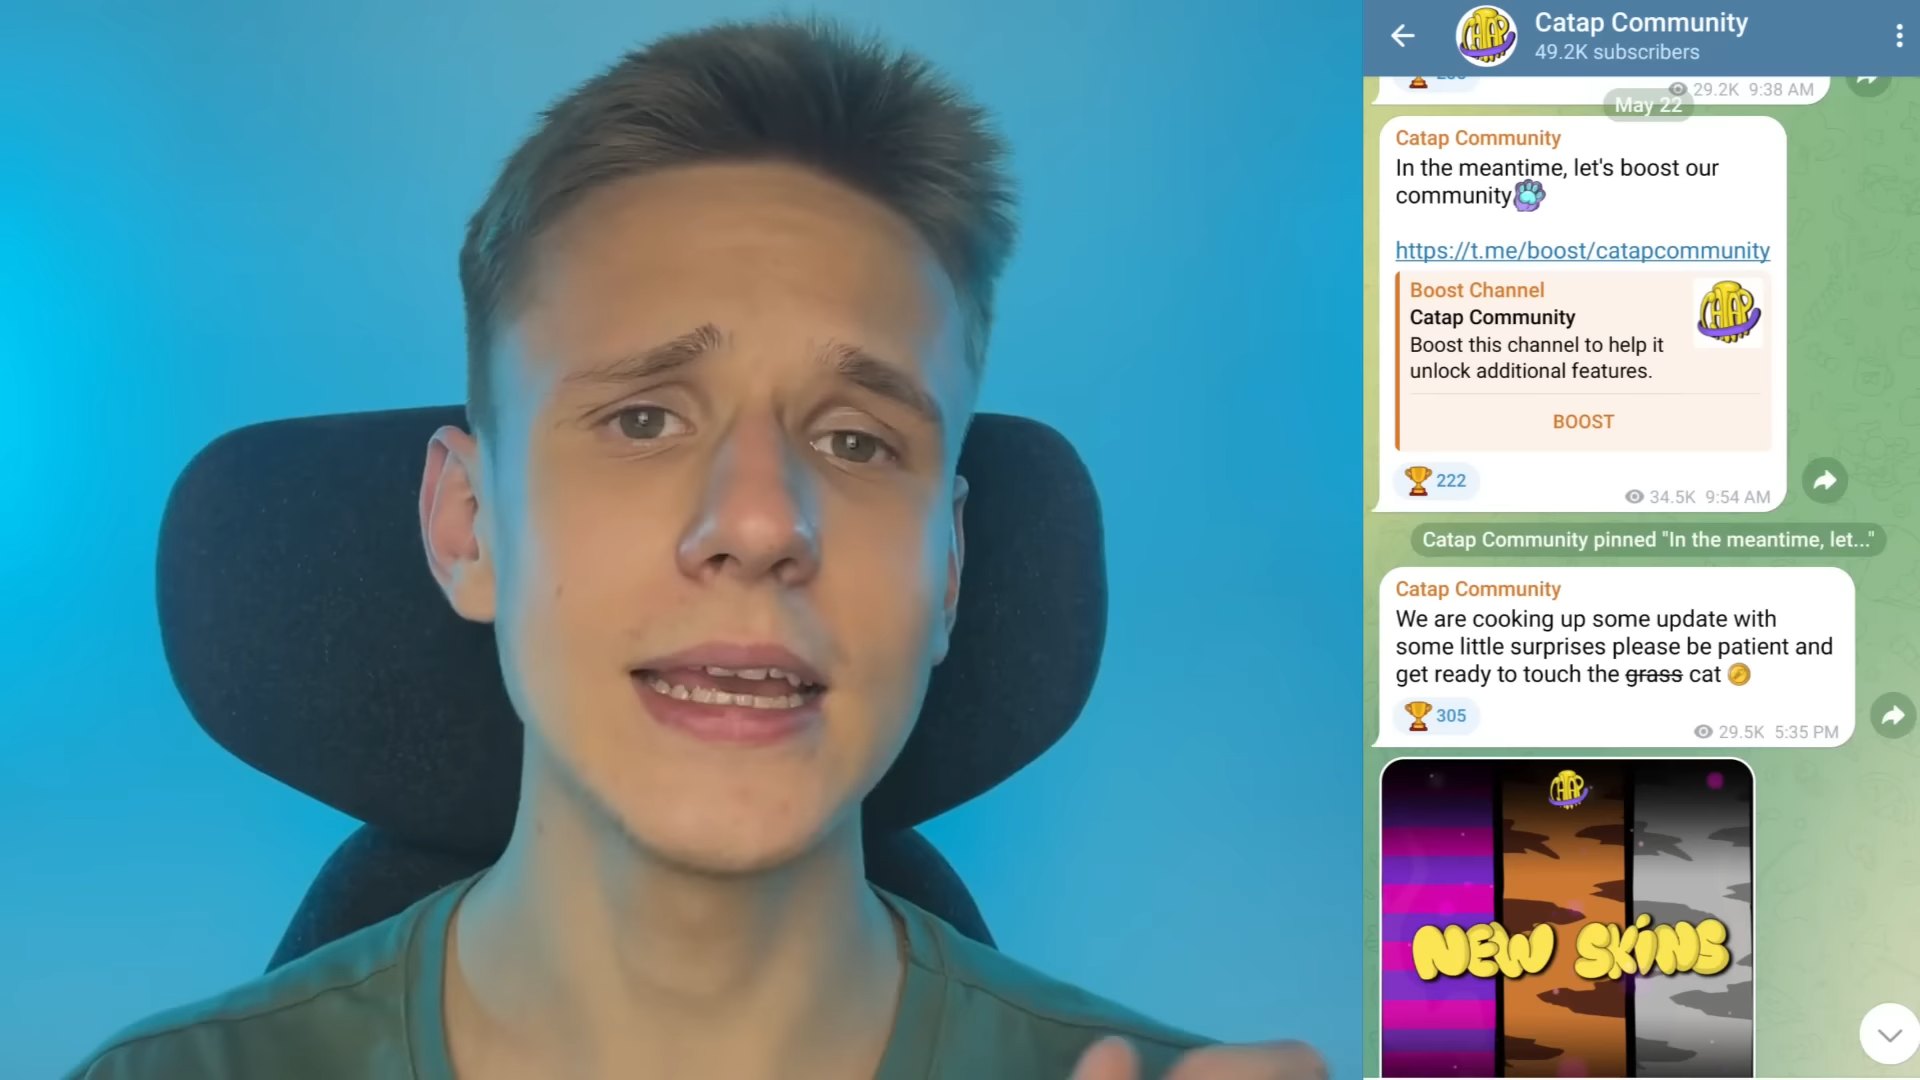 Catap Community
49.2K subscribers
29.2K 9:38 AM
May 22
Catap Community
In the meantime, let's boost our
community
https://t.me/boost/catapcommunity
Boost Channel
Catap Community
Boost this channel to help it
unlock additional features.
CATAP
BOOST
222
34.5K 9:54 AM
Catap Community pinned "In the meantime, let..."
Catap Community
We are cooking up some update with
some little surprises please be patient and
get ready to touch the grass cat
305
29.5K 5:35 PM
CATAP
NEW SKINS